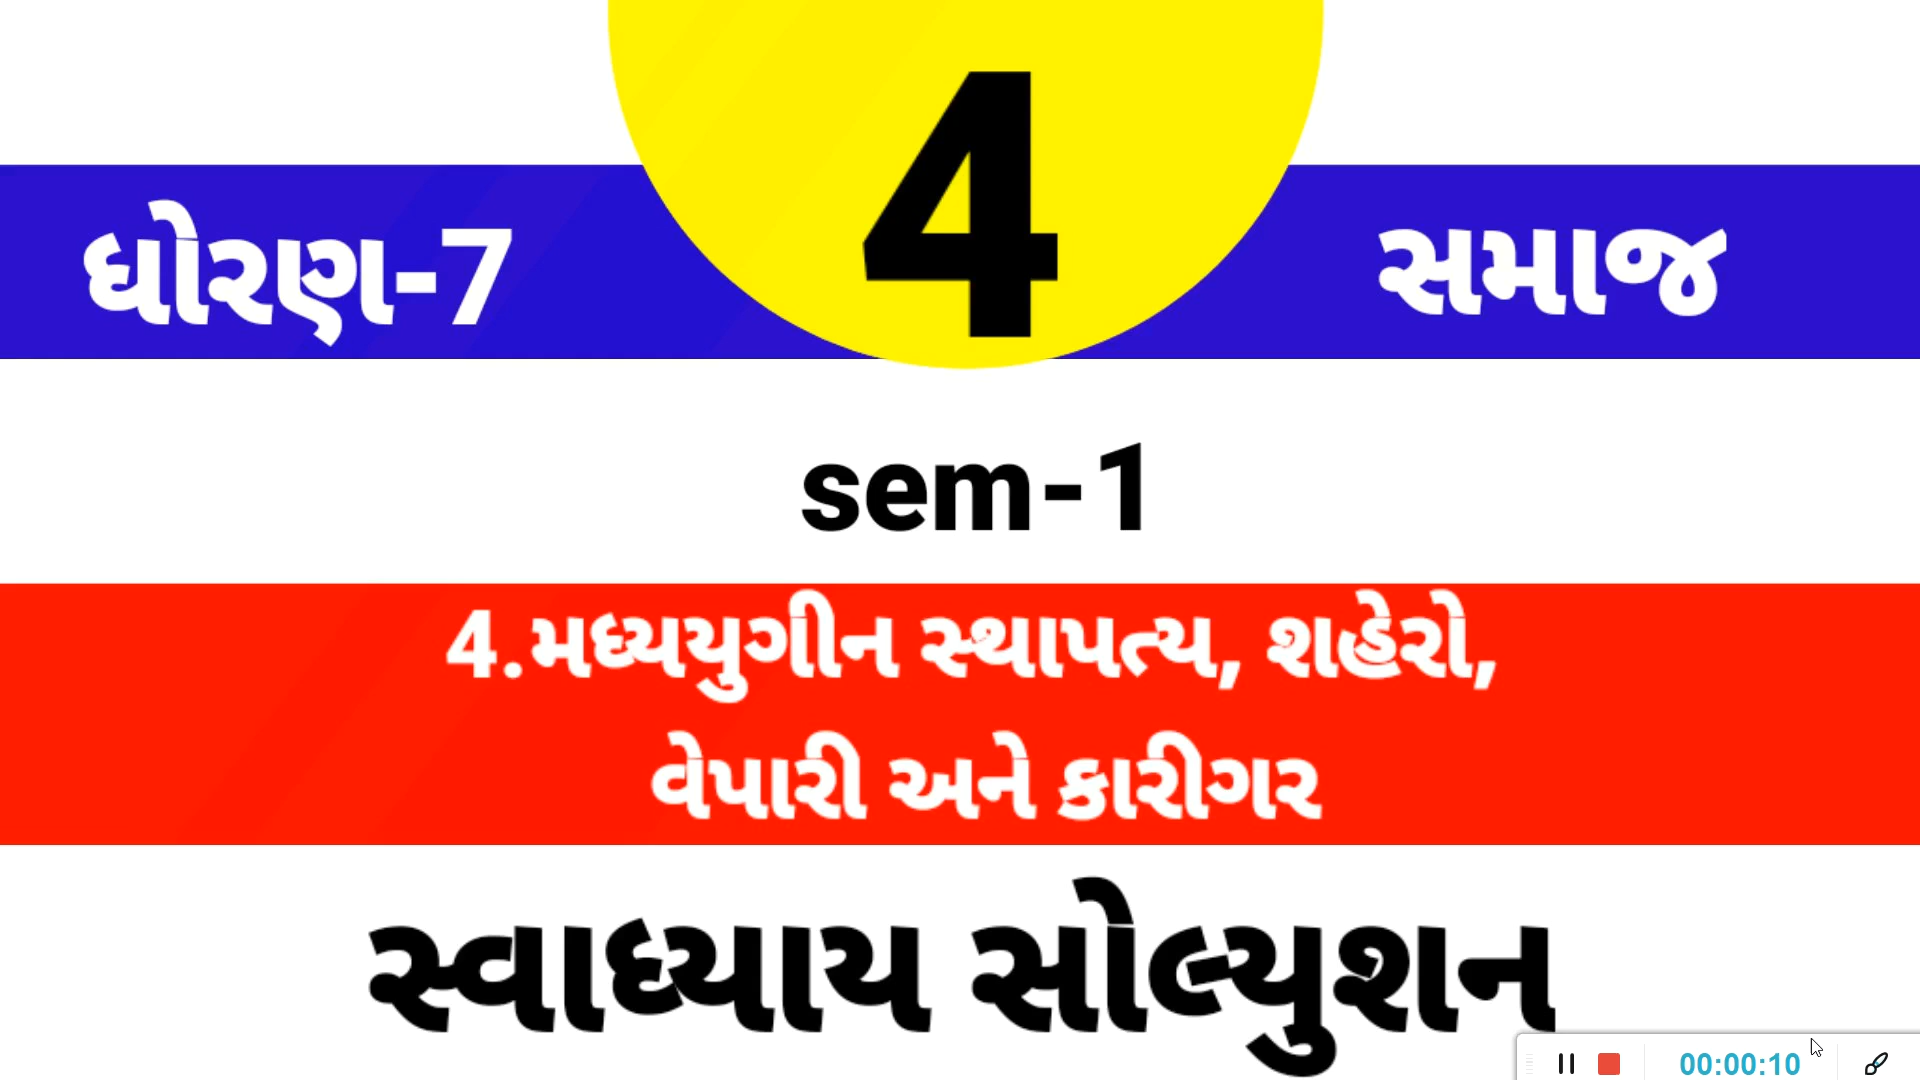 4
ધોરણ-7
સમાજ
sem-1
4.મધ્યયુગીન સ્થાપત્ય, શહેરો,
વેપારી અને કારીગર
સ્વાધ્યાય સોલ્યુશન
00:00:10